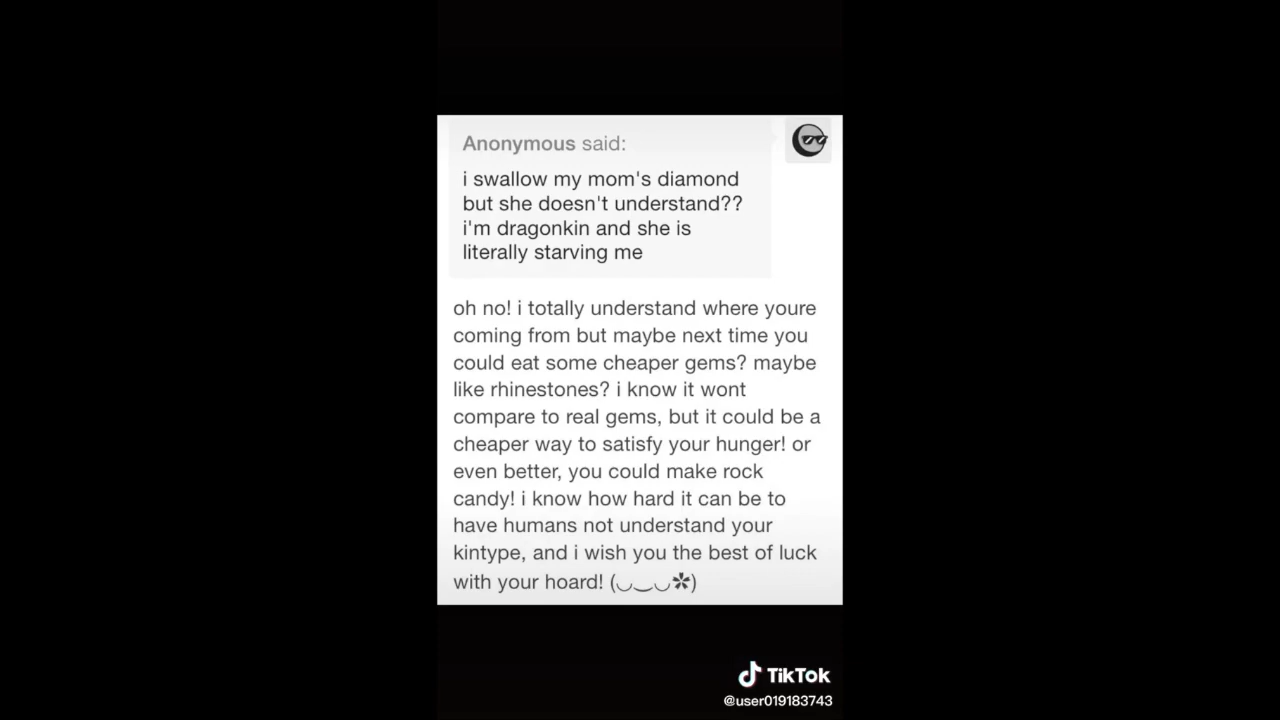 Anonymous said:
i swallow my mom's diamond
but she doesn't understand??
i'm dragonkin and she is
literally starving me
oh no! i totally understand where youre
coming from but maybe next time you
could eat some cheaper gems? maybe
like rhinestones? i know it wont
compare to real gems, but it could be a
cheaper way to satisfy your hunger! or
even better, you could make rock
candy! i know how hard it can be to
have humans not understand your
kintype, and i wish you the best of luck
with your hoard! (◡‿◡✽)
TikTok
@user019183743